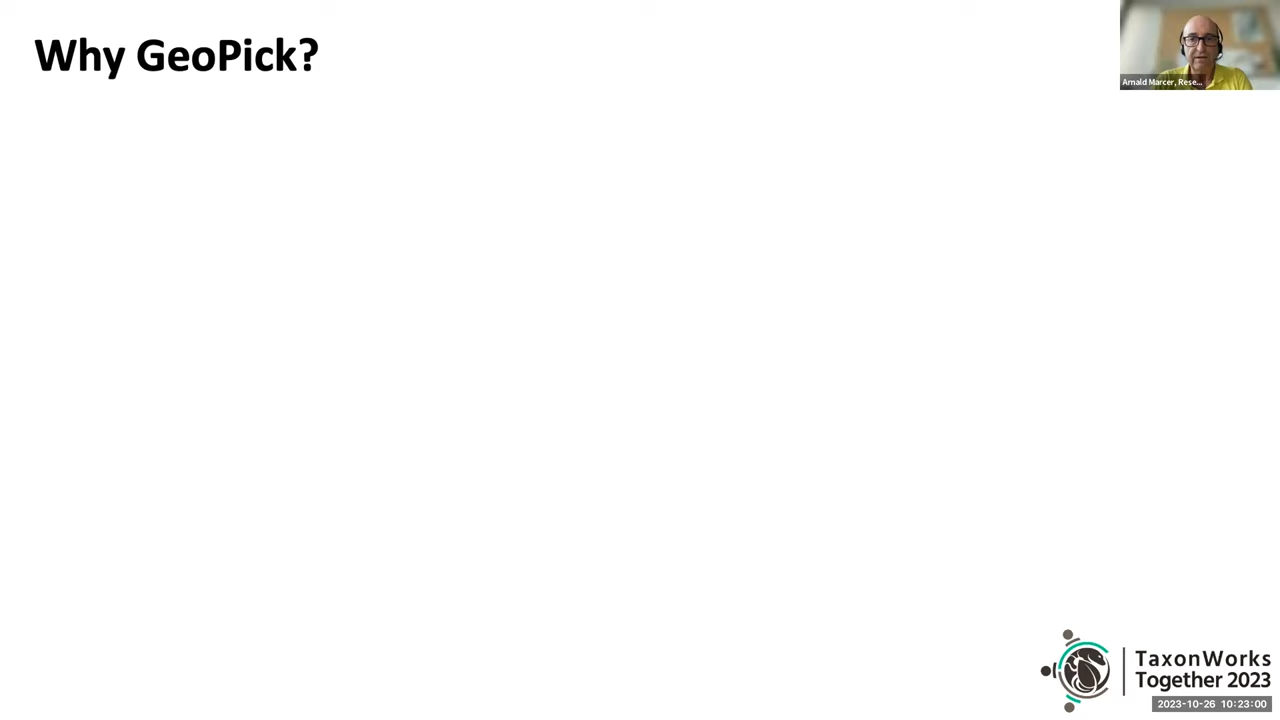 Why GeoPick?
Arnald Marcer, Rese...
TaxonWorks
Together 2023
2023-10-26 10:23:00